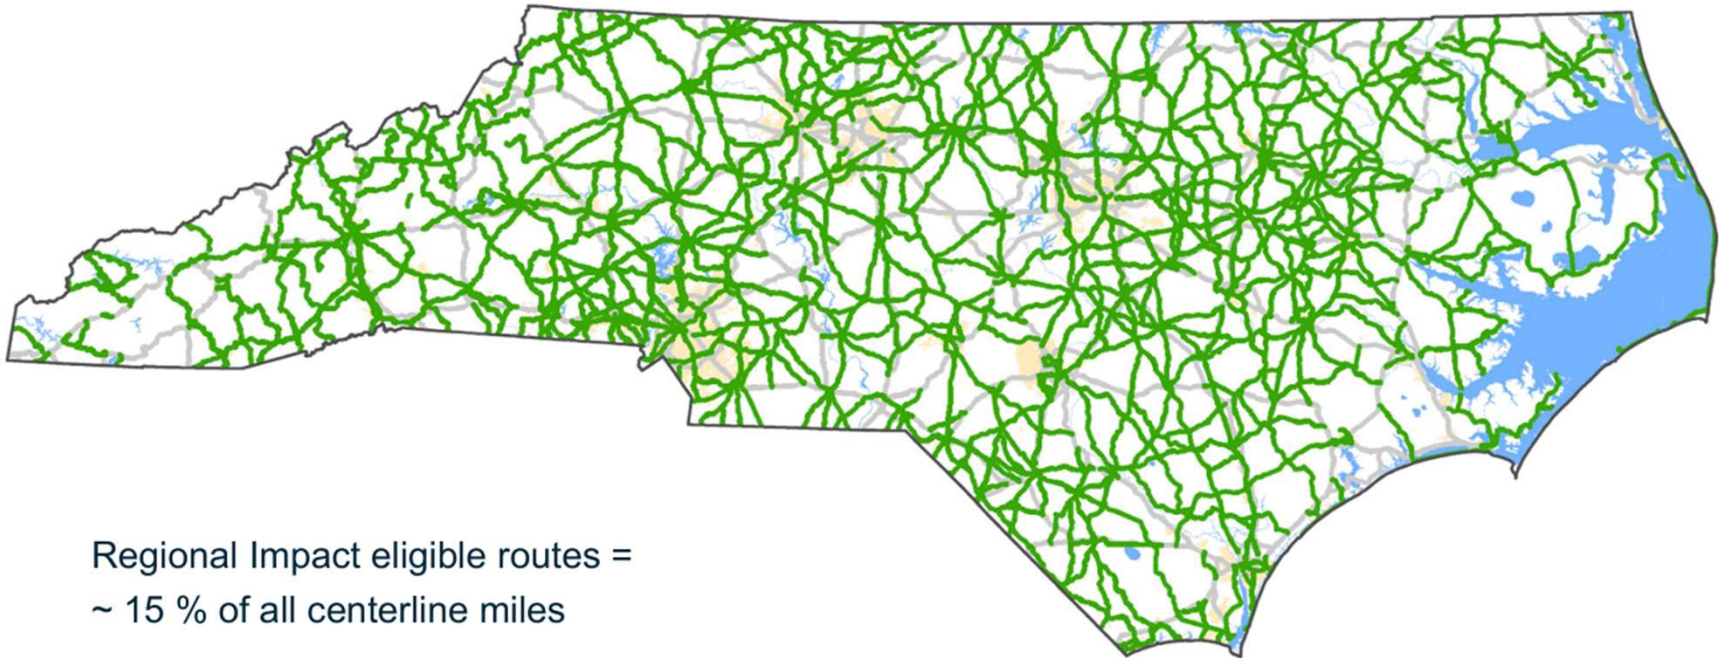 Regional Impact eligible routes =
~ 15 % of all centerline miles